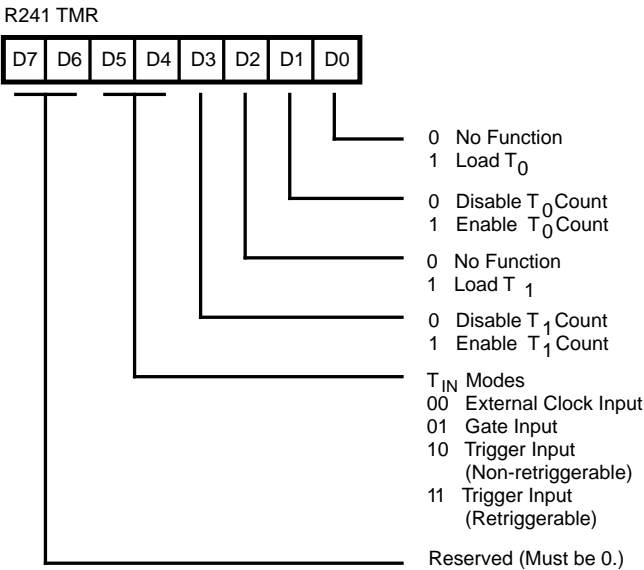 R241 TMR
D7 D6 D5 D4 D3 D2 D1 D0
0 No Function
1 Load T0
0 Disable T0 Count
1 Enable T0 Count
0 No Function
1 Load T1
0 Disable T1 Count
1 Enable T1 Count
TIN Modes
00 External Clock Input
01 Gate Input
10 Trigger Input
(Non-retriggerable)
11 Trigger Input
(Retriggerable)
Reserved (Must be 0.)